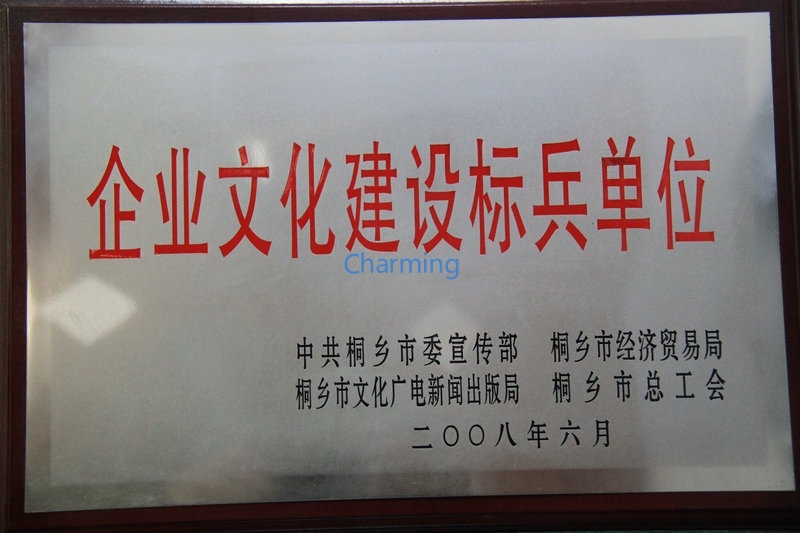 企业文化建设标兵单位
Charming
中共桐乡市委宣传部 桐乡市经济贸易局
桐乡市文化广电新闻出版局 桐乡市总工会
二〇〇八年六月